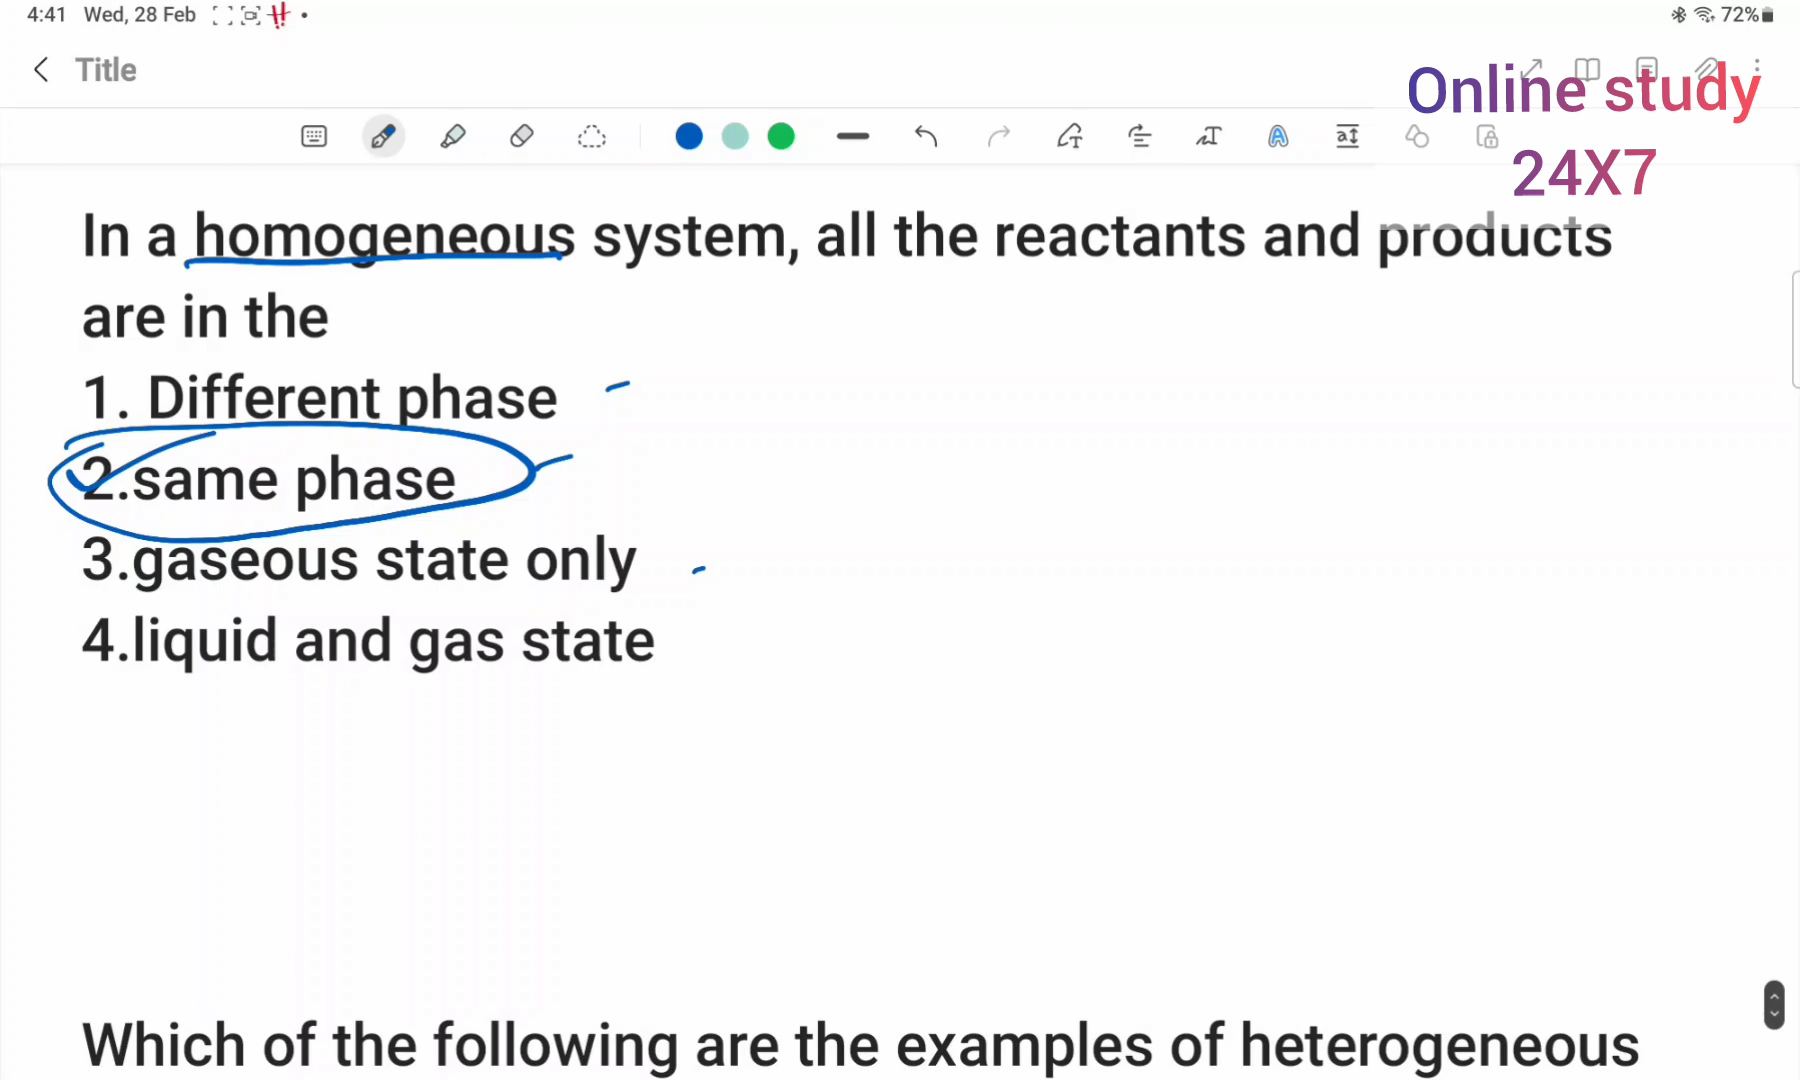 4:41 Wed, 28 Feb
72%
Title
Online study
24X7
In a homogeneous system, all the reactants and products
are in the
1. Different phase
2.same phase
3.gaseous state only
4.liquid and gas state
Which of the following are the examples of heterogeneous